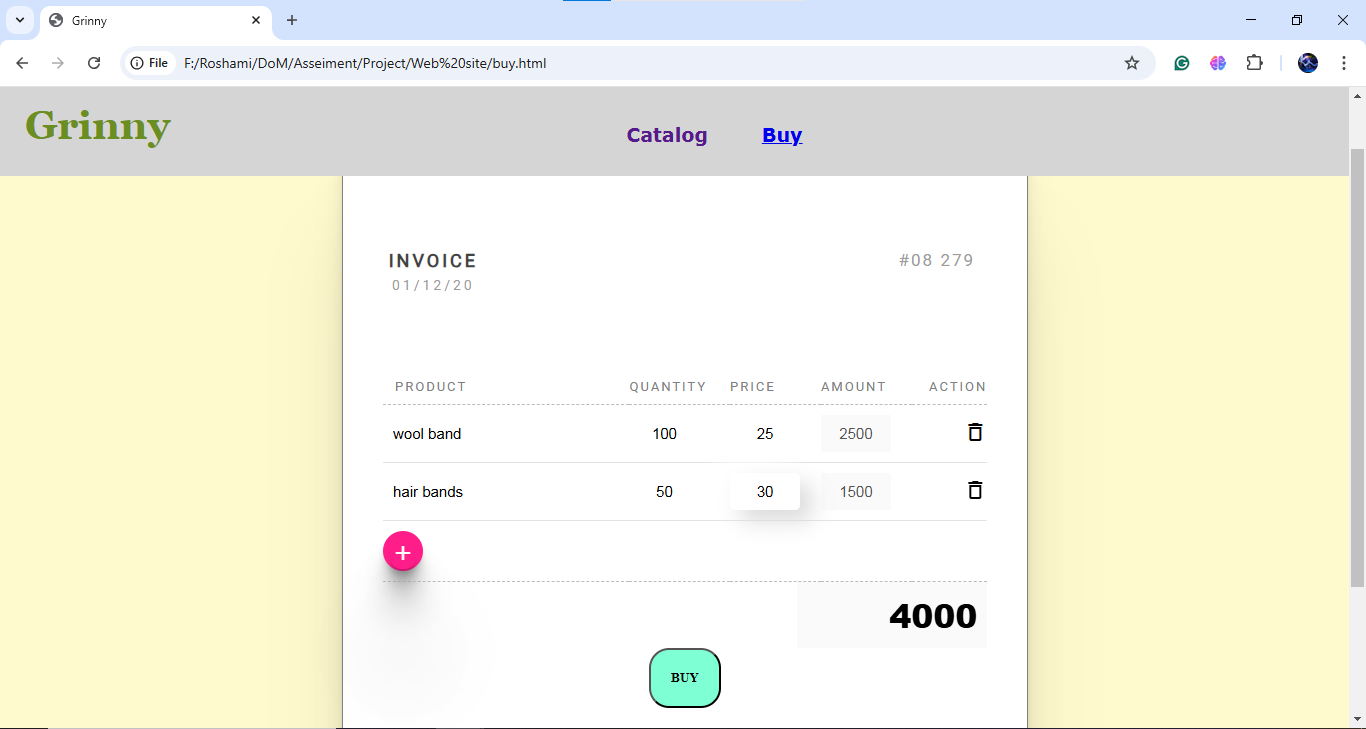 Grinny
File F:/Roshami/DoM/Asseiment/Project/Web%20site/buy.html
Grinny Catalog Buy
INVOICE #08 279
01/12/20
PRODUCT QUANTITY PRICE AMOUNT ACTION
wool band 100 25 2500
hair bands 50 30 1500
+
4000
BUY